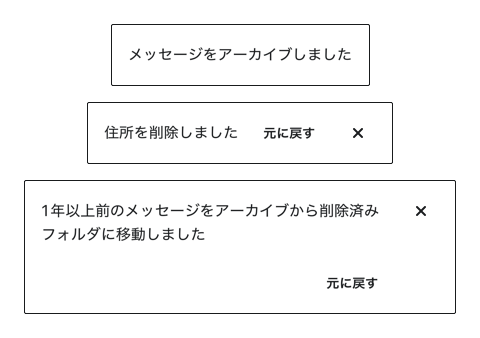 メッセージをアーカイブしました
住所を削除しました 元に戻す ×
1年以上前のメッセージをアーカイブから削除済み ×
フォルダに移動しました
元に戻す